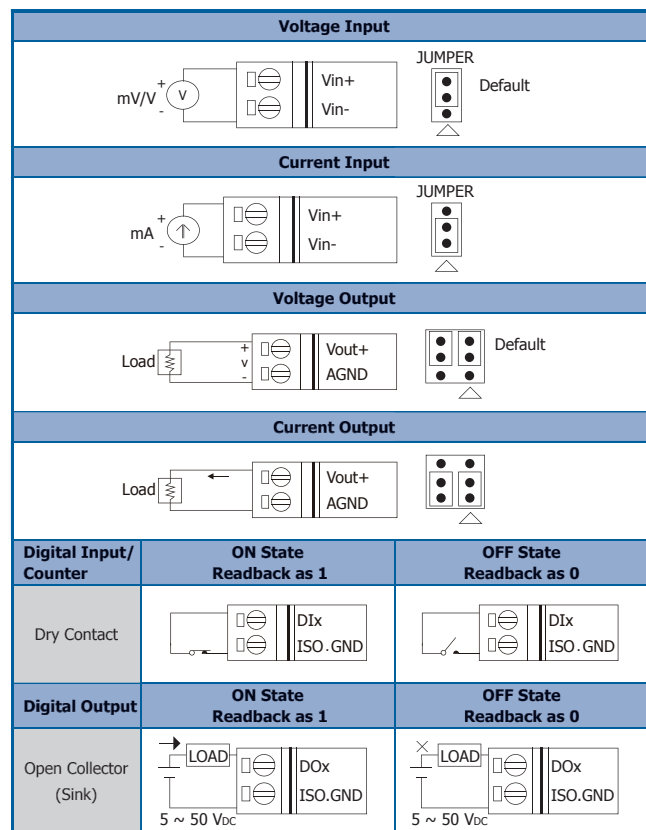 Voltage Input
JUMPER
Default
mV/V
+
-
V
Vin+
Vin-
Current Input
JUMPER
mA
+
-
Vin+
Vin-
Voltage Output
Load
+
v
-
Vout+
AGND
Default
Current Output
Load
Vout+
AGND
Digital Input/
Counter
ON State
Readback as 1
OFF State
Readback as 0
Dry Contact
DIx
ISO.GND
DIx
ISO.GND
Digital Output
ON State
Readback as 1
OFF State
Readback as 0
Open Collector
(Sink)
LOAD
DOx
ISO.GND
5 ~ 50 VDC
LOAD
DOx
ISO.GND
5 ~ 50 VDC